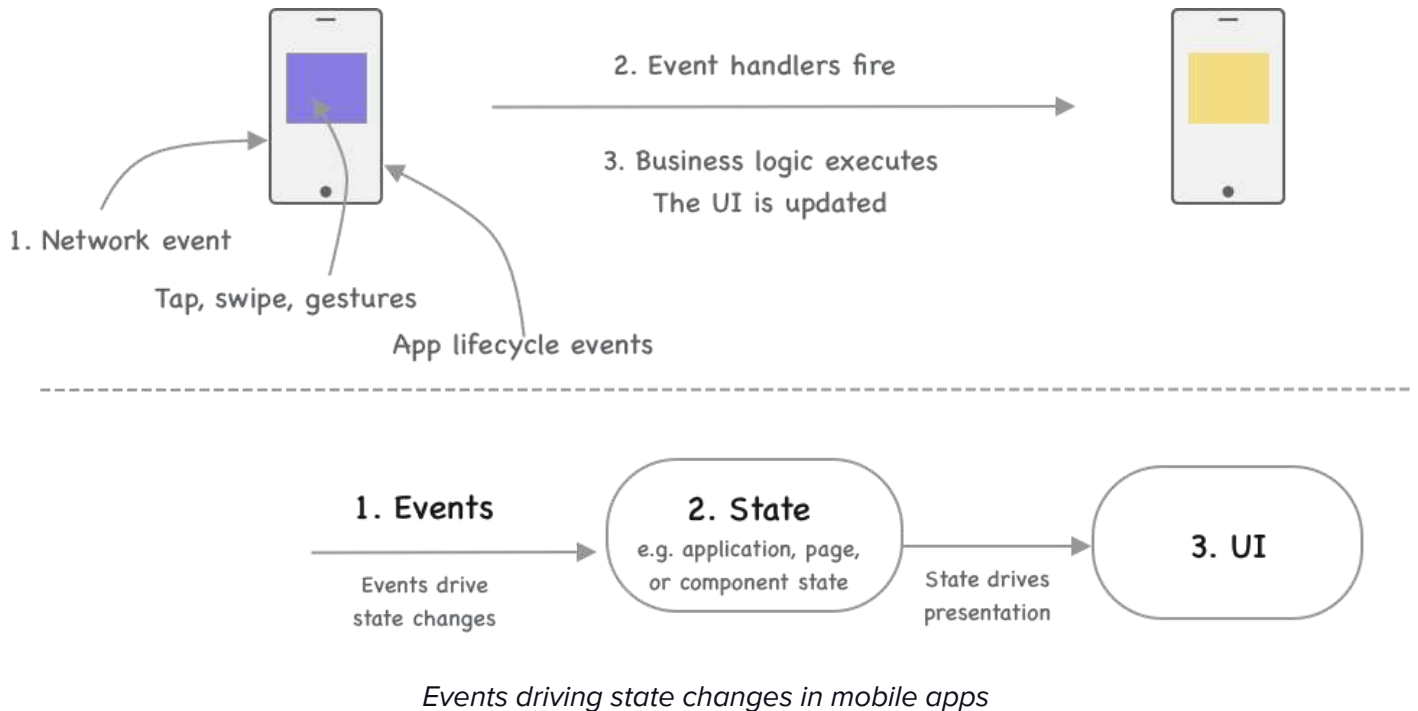 2. Event handlers fire
3. Business logic executes
The UI is updated
1. Network event
Tap, swipe, gestures
App lifecycle events
1. Events
Events drive
state changes
2. State
e.g. application, page,
or component state
State drives
presentation
3. UI
Events driving state changes in mobile apps